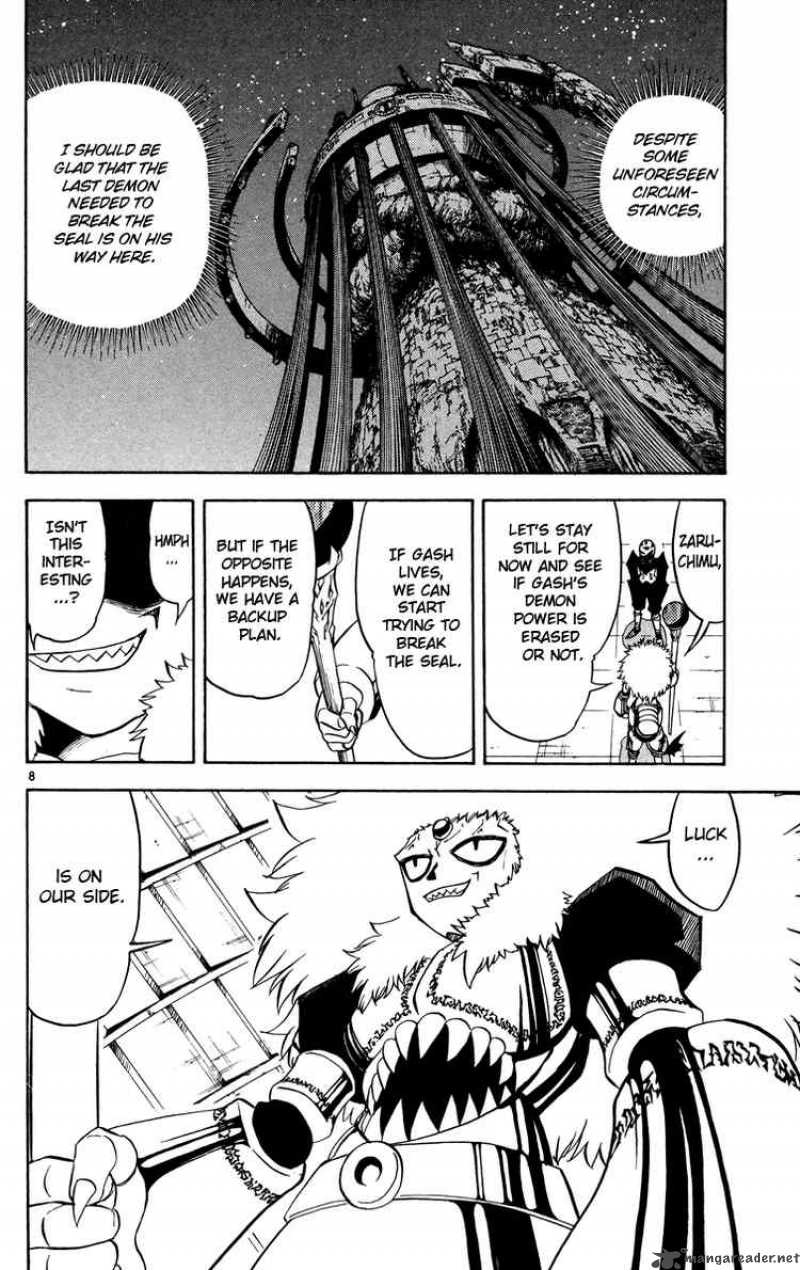 DESPITE
SOME
UNFORESEEN
CIRCUM-
STANCES,
I SHOULD BE
GLAD THAT THE
LAST DEMON
NEEDED TO
BREAK THE
SEAL IS ON HIS
WAY HERE.
ZARU-
CHIMU,
LET'S STAY
STILL FOR
NOW AND SEE
IF GASH'S
DEMON
POWER IS
ERASED
OR NOT.
IF GASH
LIVES,
WE CAN
START
TRYING TO
BREAK
THE SEAL.
BUT IF THE
OPPOSITE
HAPPENS,
WE HAVE A
BACKUP
PLAN.
HMPH
...
ISN'T
THIS
INTER-
ESTING
...?
8
LUCK
...
IS ON
OUR SIDE.
mangareader.net